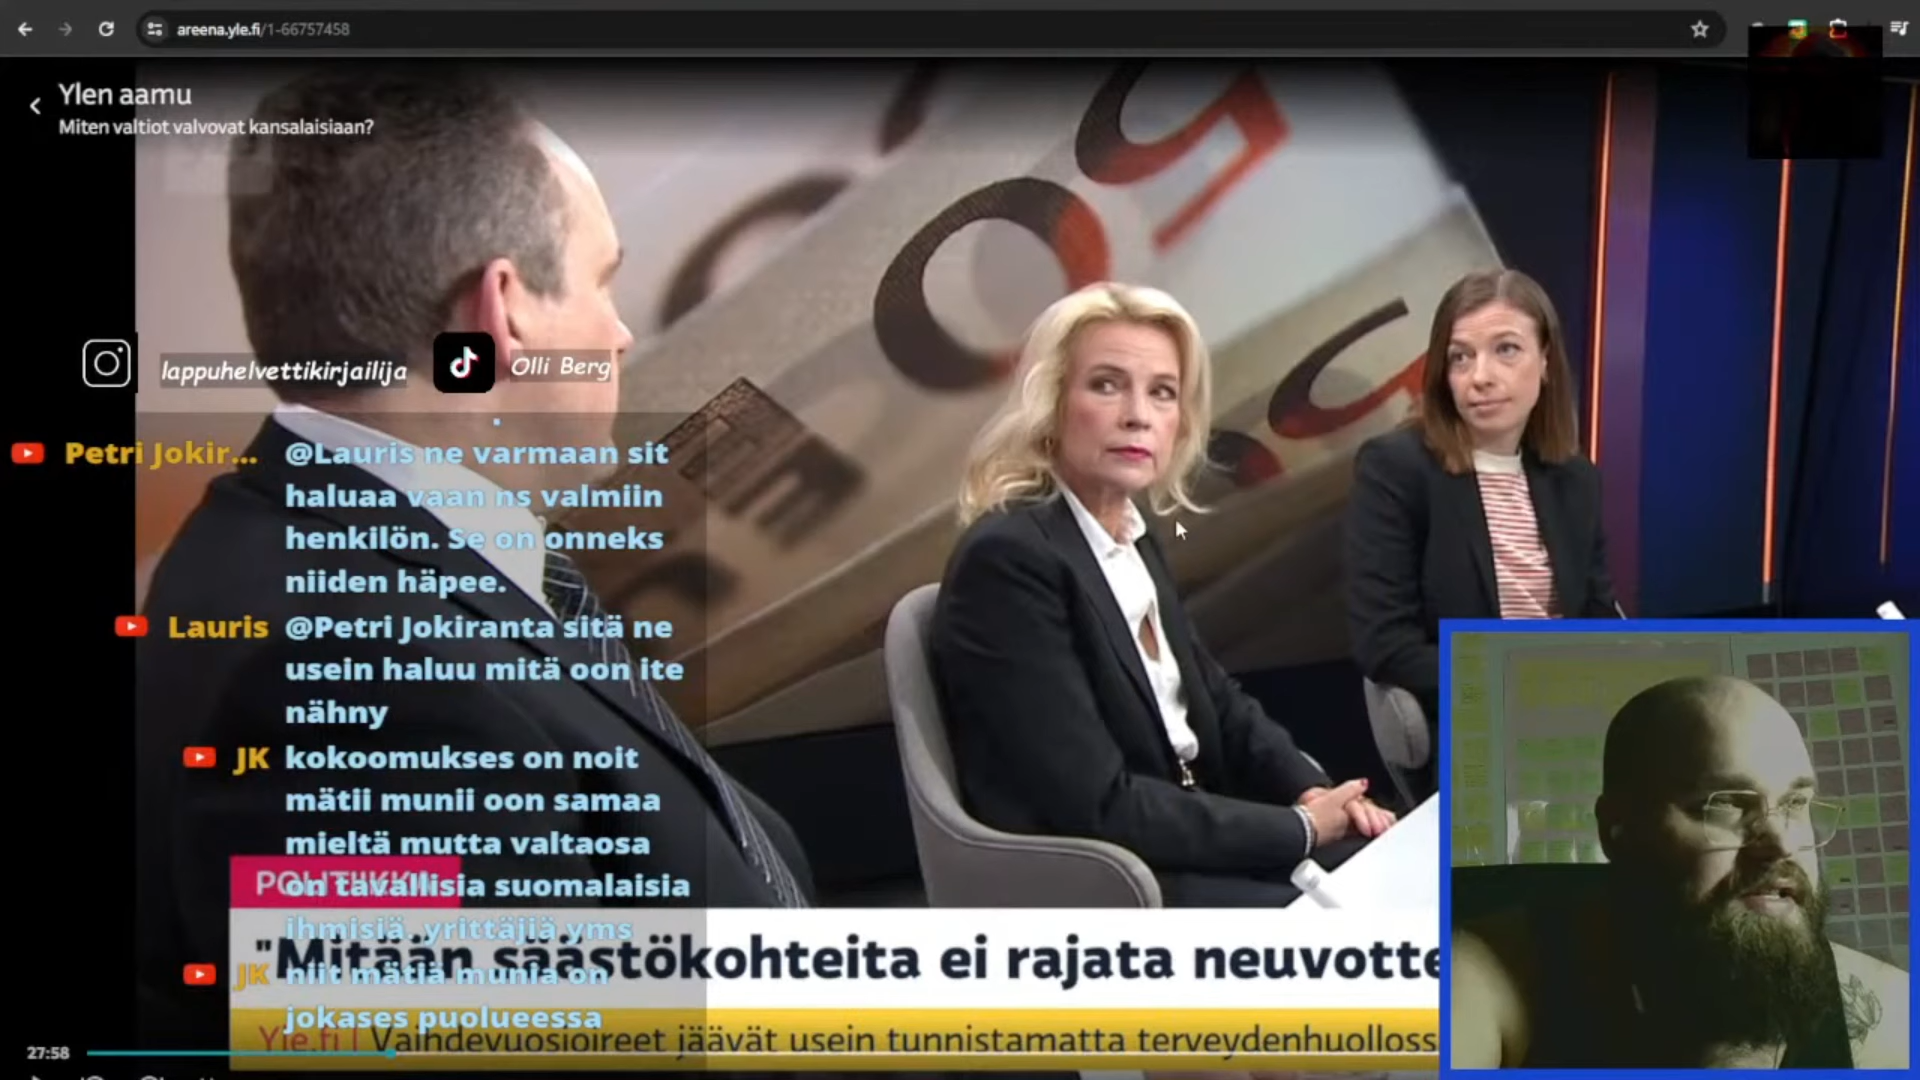 areena.yle.fi/1-66757458
Ylen aamu
Miten valtiot valvovat kansalaisiaan?
lappuhelvettikirjailija
Olli Berg
Petri Jokir... @Lauris ne varmaan sit
haluaa vaan ns valmiin
henkilön. Se on onneks
niiden häpee.
Lauris @Petri Jokiranta sitä ne
usein haluu mitä oon ite
nähny
JK kokoomukses on noit
mätii munii oon samaa
mieltä mutta valtaosa
on tavallisia suomalaisia
ihmisiä, yrittäjiä yms
JK niit mätiä munia on
jokases puolueessa
POLITIIKKA
"Mitään säästökohteita ei rajata neuvotte
Yle.fi | Vaihdevuosioireet jäävät usein tunnistamatta terveydenhuolloss
27:58